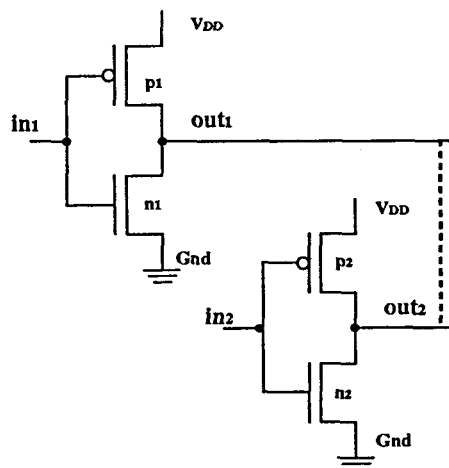 VDD
p1
in1
out1
n1
Gnd
VDD
p2
in2
out2
n2
Gnd